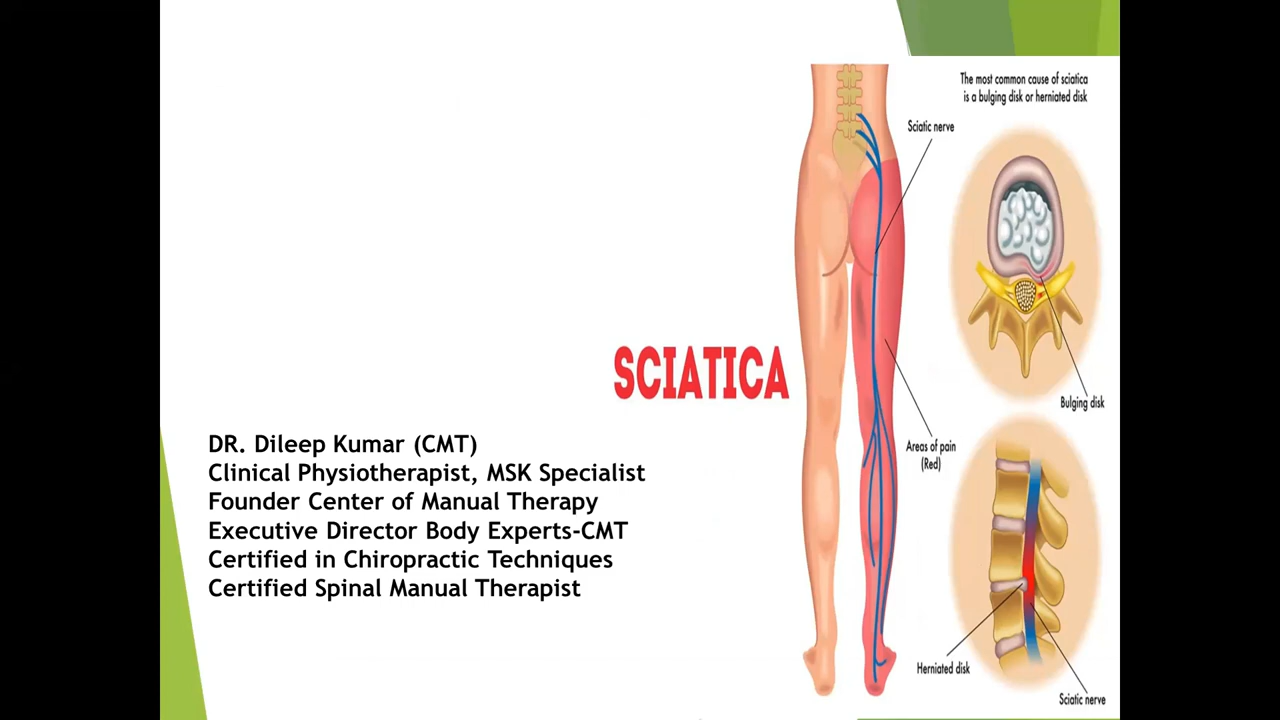 The most common cause of sciatica
is a bulging disk or herniated disk
Sciatic nerve
SCIATICA
Bulging disk
DR. Dileep Kumar (CMT)
Clinical Physiotherapist, MSK Specialist
Founder Center of Manual Therapy
Executive Director Body Experts-CMT
Certified in Chiropractic Techniques
Certified Spinal Manual Therapist
Areas of pain
(Red)
Herniated disk
Sciatic nerve